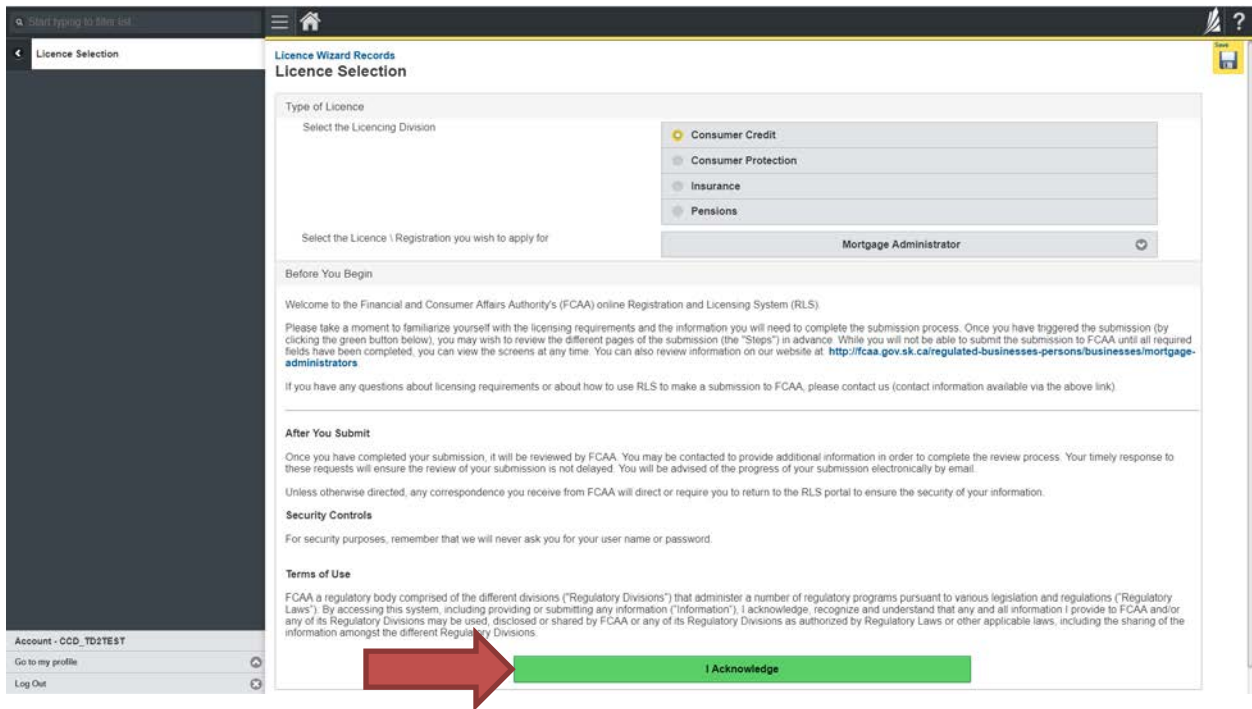 Start typing to filter list...
?
Licence Selection
Licence Wizard Records
Licence Selection
Save
Type of Licence
Select the Licencing Division
Consumer Credit
Consumer Protection
Insurance
Pensions
Select the Licence \ Registration you wish to apply for
Mortgage Administrator
Before You Begin
Welcome to the Financial and Consumer Affairs Authority's (FCAA) online Registration and Licensing System (RLS).
Please take a moment to familiarize yourself with the licensing requirements and the information you will need to complete the submission process. Once you have triggered the submission (by
clicking the green button below), you may wish to review the different pages of the submission (the "Steps") in advance. While you will not be able to submit the submission to FCAA until all required
fields have been completed, you can view the screens at any time. You can also review information on our website at http://fcaa.gov.sk.ca/regulated-businesses-persons/businesses/mortgage-
administrators
If you have any questions about licensing requirements or about how to use RLS to make a submission to FCAA, please contact us (contact information available via the above link).
After You Submit
Once you have completed your submission, it will be reviewed by FCAA. You may be contacted to provide additional information in order to complete the review process. Your timely response to
these requests will ensure the review of your submission is not delayed. You will be advised of the progress of your submission electronically by email.
Unless otherwise directed, any correspondence you receive from FCAA will direct or require you to return to the RLS portal to ensure the security of your information.
Security Controls
For security purposes, remember that we will never ask you for your user name or password.
Terms of Use
FCAA a regulatory body comprised of the different divisions ("Regulatory Divisions") that administer a number of regulatory programs pursuant to various legislation and regulations ("Regulatory
Laws"). By accessing this system, including providing or submitting any information ("Information"), I acknowledge, recognize and understand that any and all information I provide to FCAA and/or
any of its Regulatory Divisions may be used, disclosed or shared by FCAA or any of its Regulatory Divisions as authorized by Regulatory Laws or other applicable laws, including the sharing of the
information amongst the different Regulatory Divisions.
I Acknowledge
Account - CCD_TD2TEST
Go to my profile
Log Out